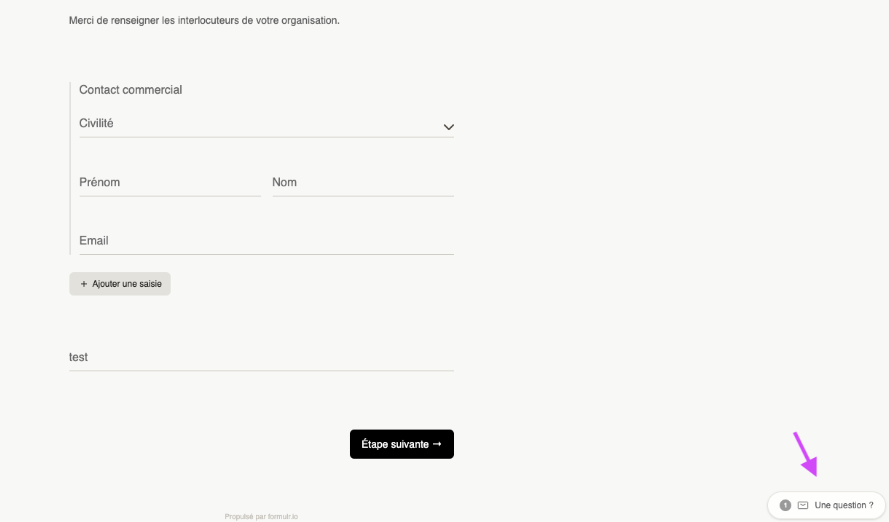 Merci de renseigner les interlocuteurs de votre organisation.
Contact commercial
Civilité
Prénom Nom
Email
+ Ajouter une saisie
test
Étape suivante →
1 Une question ?
Propulsé par formulr.io